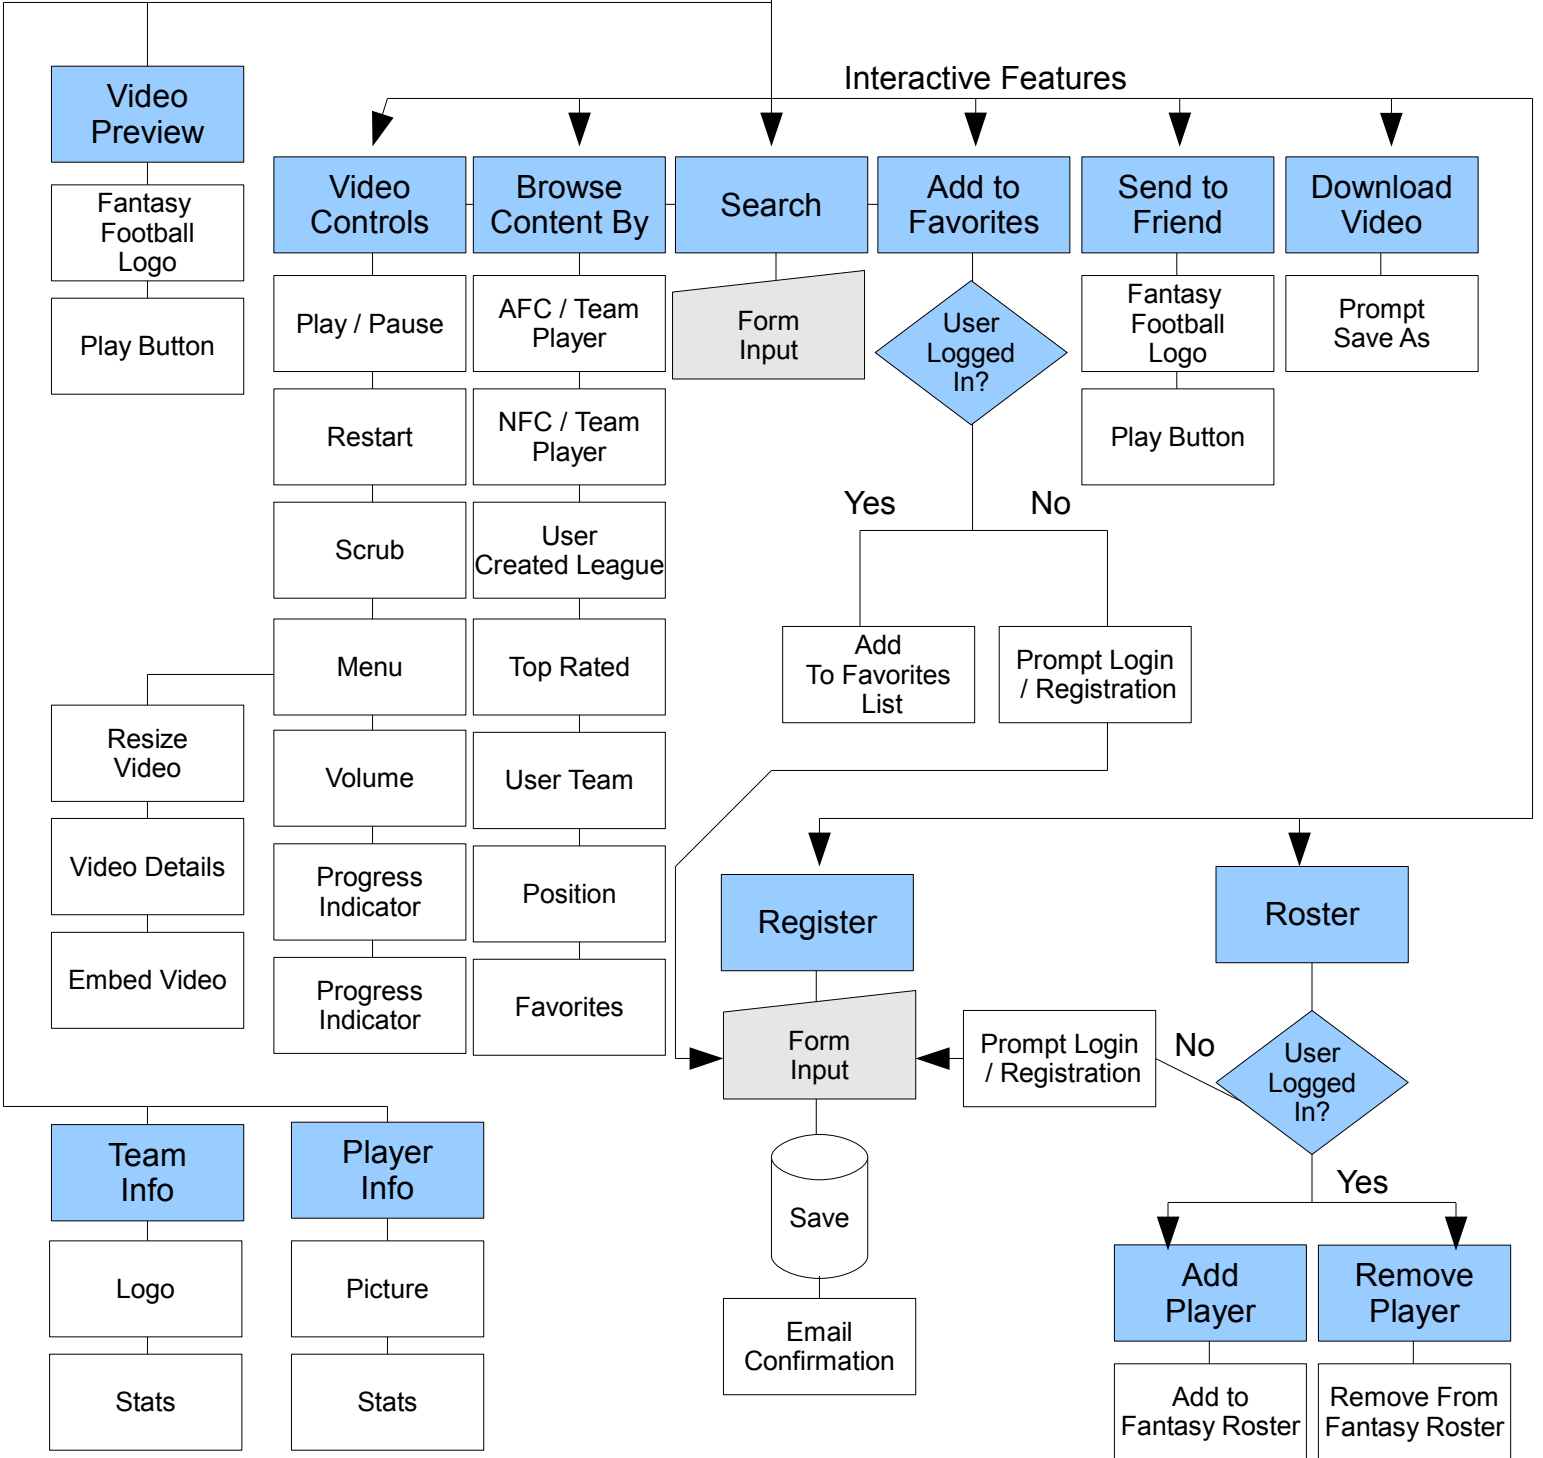 Interactive Features
Video
Preview
Fantasy
Football
Logo
Play Button
Video
Controls
Play / Pause
Restart
Scrub
Menu
Resize
Video
Video Details
Embed Video
Volume
Progress
Indicator
Progress
Indicator
Browse
Content By
AFC / Team
Player
NFC / Team
Player
User
Created League
Top Rated
User Team
Position
Favorites
Search
Form
Input
Add to
Favorites
User
Logged
In?
Yes
No
Add
To Favorites
List
Prompt Login
/ Registration
Send to
Friend
Fantasy
Football
Logo
Play Button
Download
Video
Prompt
Save As
Register
Form
Input
Save
Email
Confirmation
Roster
User
Logged
In?
No
Prompt Login
/ Registration
Yes
Add
Player
Add to
Fantasy Roster
Remove
Player
Remove From
Fantasy Roster
Team
Info
Logo
Stats
Player
Info
Picture
Stats